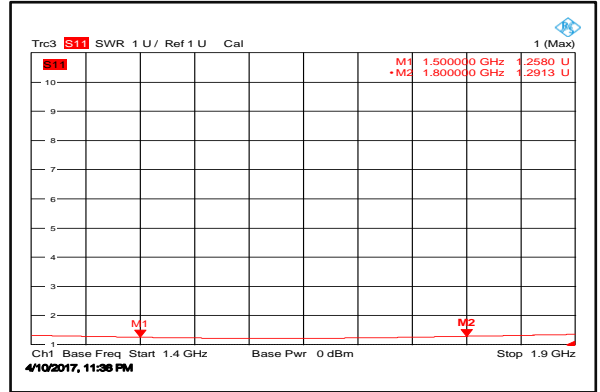 Trc3 S11 SWR 1 U/ Ref 1 U Cal 1 (Max)
S11 M1 1.500000 GHz 1.2580 U
•M2 1.800000 GHz 1.2913 U
10
9
8
7
6
5
4
3
2
M1 M2
1
Ch1 Base Freq Start 1.4 GHz Base Pwr 0 dBm Stop 1.9 GHz
4/10/2017, 11:36 PM